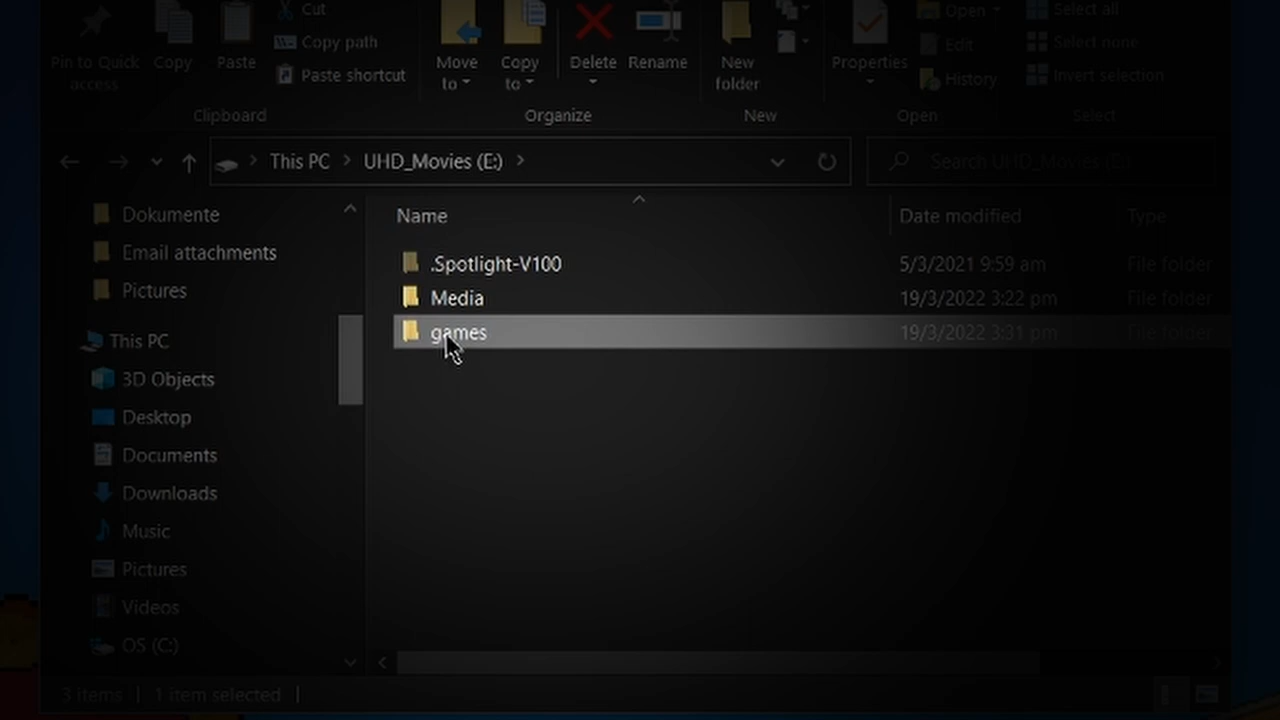 Cut
Open
Select all
Copy path
Edit
Select none
Pin to Quick access
Copy
Paste
Paste shortcut
Move to
Copy to
Delete
Rename
New folder
Properties
History
Invert selection
Clipboard
Organize
New
Open
Select
This PC
UHD_Movies (E:)
Search UHD_Movies (E:)
Name
Date modified
Type
Dokumente
Email attachments
Pictures
This PC
3D Objects
Desktop
Documents
Downloads
Music
Pictures
Videos
OS (C:)
.Spotlight-V100 5/3/2021 9:59 am File folder
Media 19/3/2022 3:22 pm File folder
games 19/3/2022 3:31 pm File folder
3 items 1 item selected